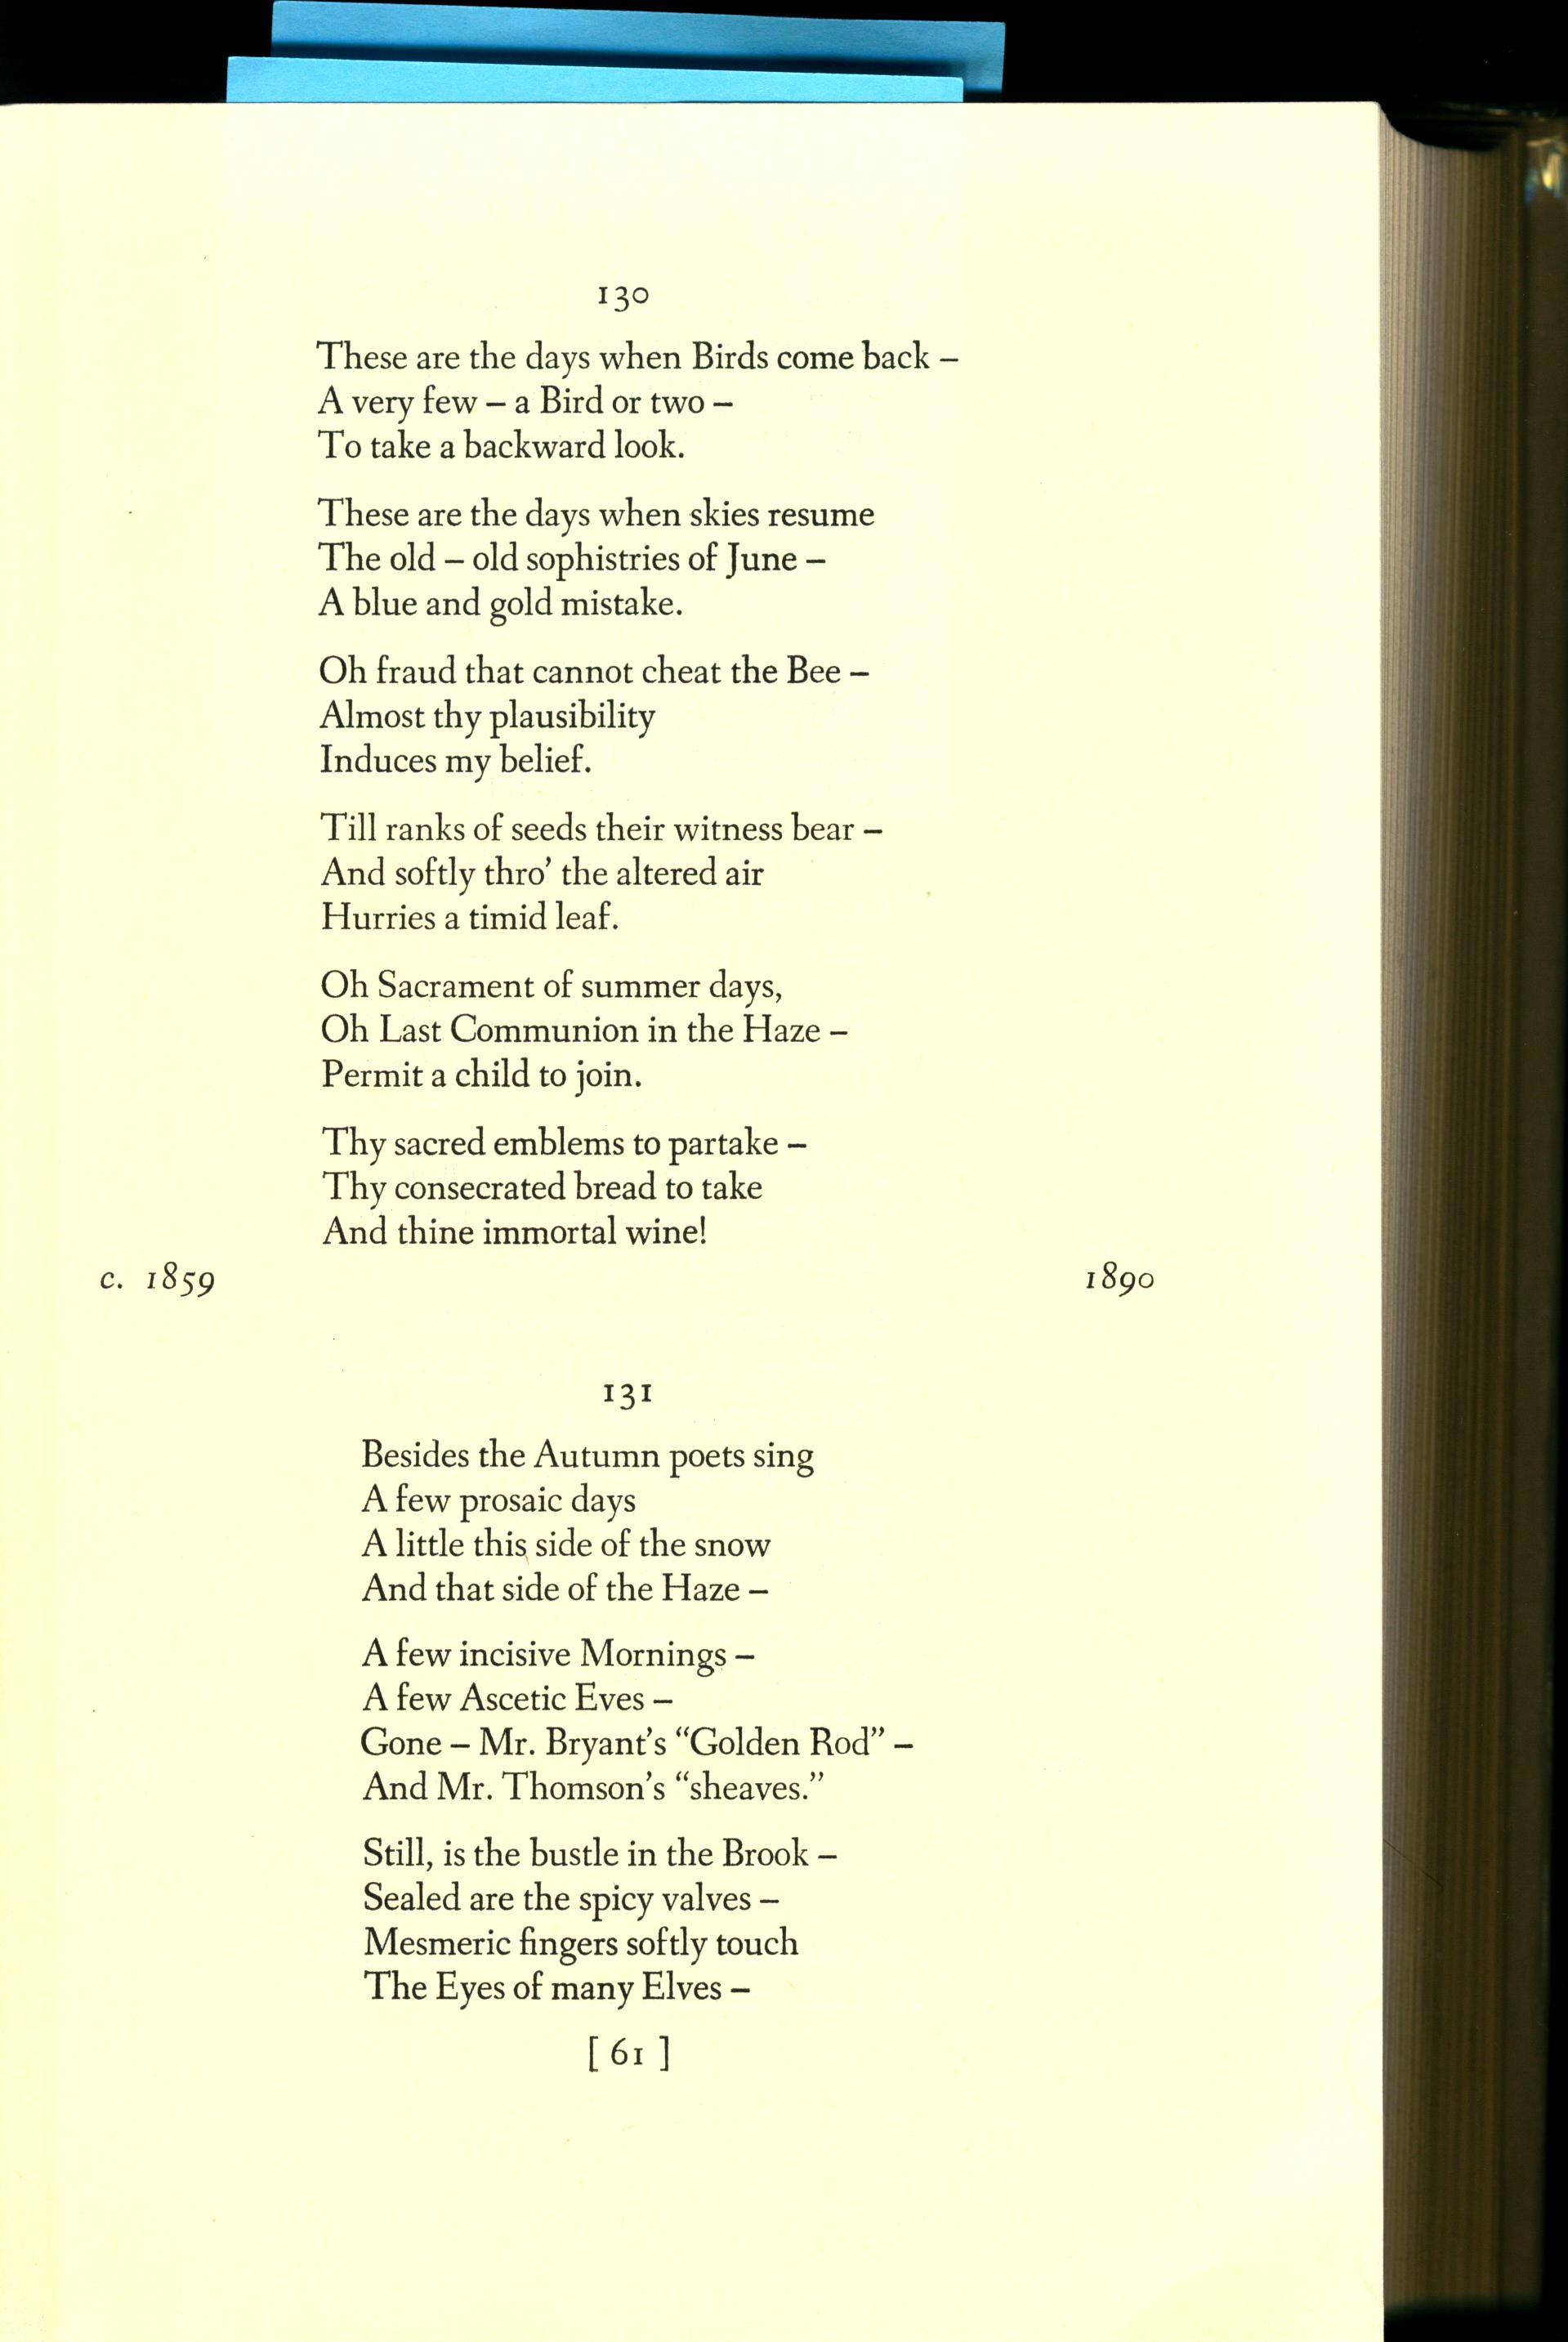 130
These are the days when Birds come back –
A very few – a Bird or two –
To take a backward look.
These are the days when skies resume
The old – old sophistries of June –
A blue and gold mistake.
Oh fraud that cannot cheat the Bee –
Almost thy plausibility
Induces my belief.
Till ranks of seeds their witness bear –
And softly thro’ the altered air
Hurries a timid leaf.
Oh Sacrament of summer days,
Oh Last Communion in the Haze –
Permit a child to join.
Thy sacred emblems to partake –
Thy consecrated bread to take
And thine immortal wine!
c. 1859 1890
131
Besides the Autumn poets sing
A few prosaic days
A little this side of the snow
And that side of the Haze –
A few incisive Mornings –
A few Ascetic Eves –
Gone – Mr. Bryant’s “Golden Rod” –
And Mr. Thomson’s “sheaves.”
Still, is the bustle in the Brook –
Sealed are the spicy valves –
Mesmeric fingers softly touch
The Eyes of many Elves –
[ 61 ]